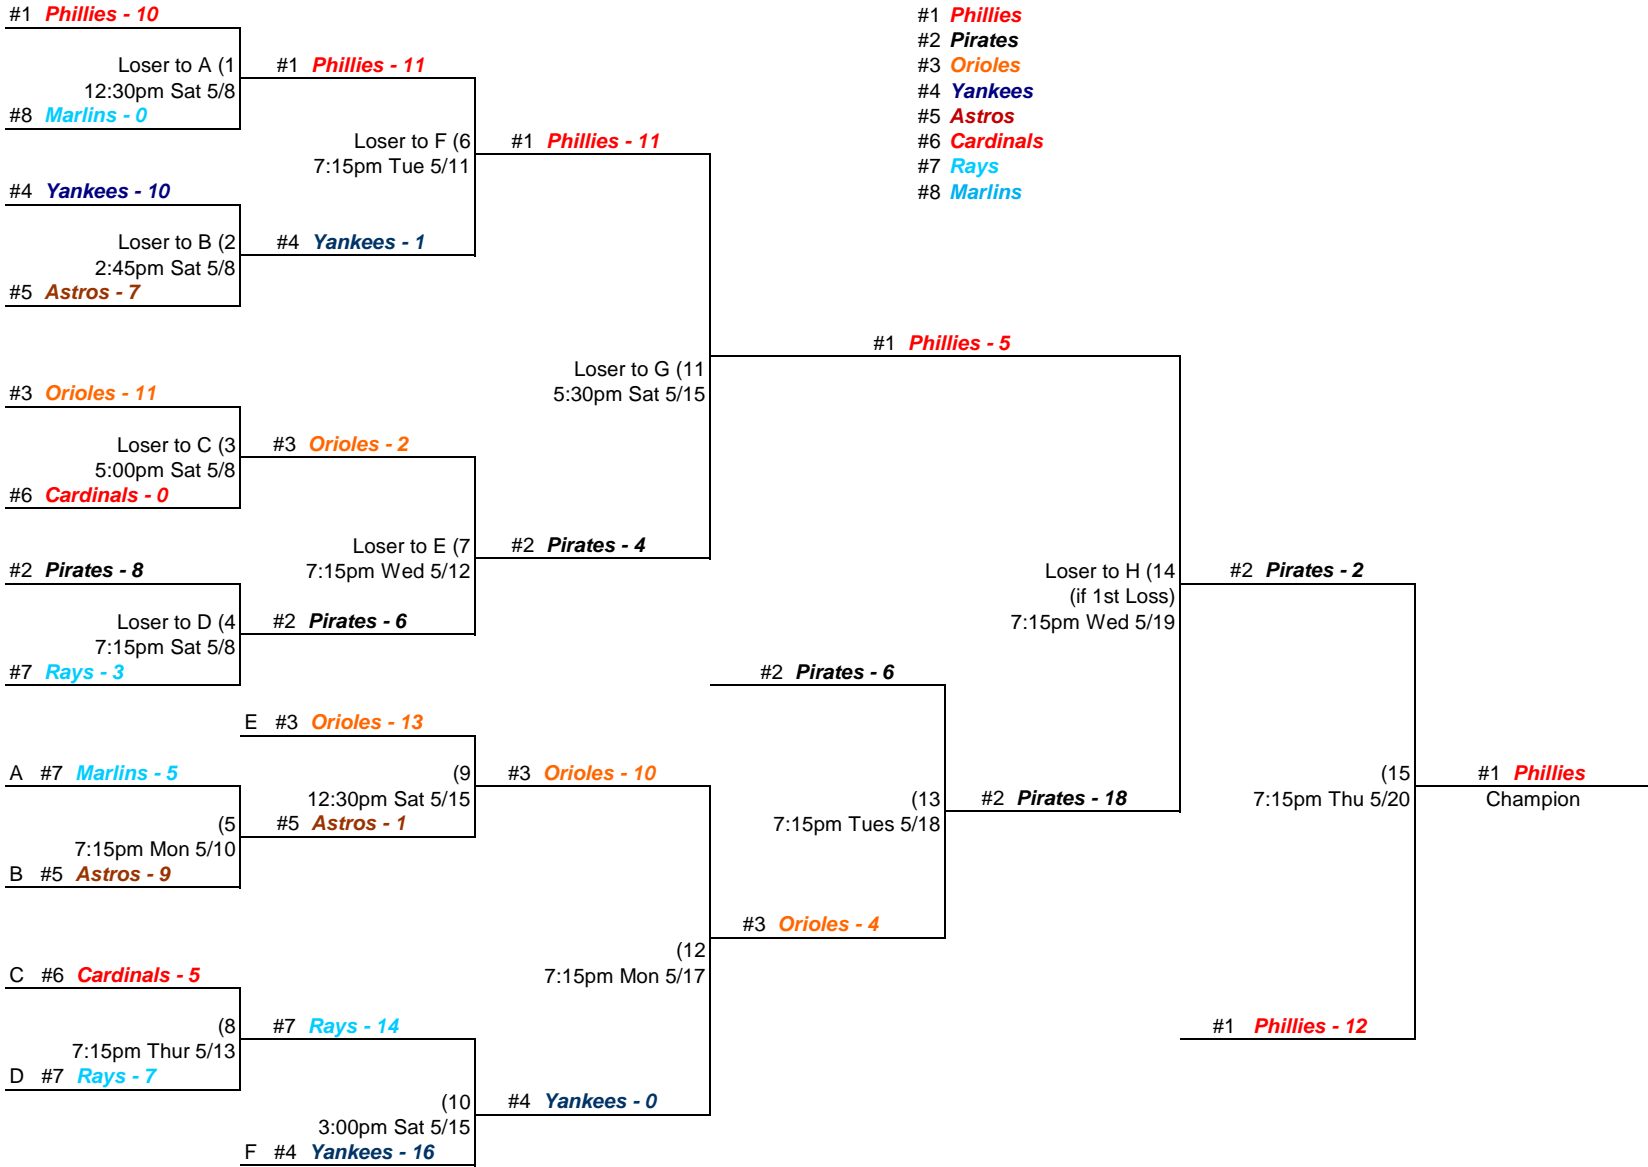 #1 Phillies - 10
Loser to A (1
12:30pm Sat 5/8
#8 Marlins - 0
#4 Yankees - 10
Loser to B (2
2:45pm Sat 5/8
#5 Astros - 7
#3 Orioles - 11
Loser to C (3
5:00pm Sat 5/8
#6 Cardinals - 0
#2 Pirates - 8
Loser to D (4
7:15pm Sat 5/8
#7 Rays - 3
#1 Phillies - 11
Loser to F (6
7:15pm Tue 5/11
#4 Yankees - 1
#3 Orioles - 2
Loser to E (7
7:15pm Wed 5/12
#2 Pirates - 6
#1 Phillies - 11
Loser to G (11
5:30pm Sat 5/15
#2 Pirates - 4
#1 Phillies
#2 Pirates
#3 Orioles
#4 Yankees
#5 Astros
#6 Cardinals
#7 Rays
#8 Marlins
#1 Phillies - 5
Loser to H (14
(if 1st Loss)
7:15pm Wed 5/19
A #7 Marlins - 5
(5
7:15pm Mon 5/10
B #5 Astros - 9
C #6 Cardinals - 5
(8
7:15pm Thur 5/13
D #7 Rays - 7
E #3 Orioles - 13
(9
12:30pm Sat 5/15
#5 Astros - 1
#7 Rays - 14
(10
3:00pm Sat 5/15
F #4 Yankees - 16
#3 Orioles - 10
(12
7:15pm Mon 5/17
#4 Yankees - 0
#2 Pirates - 6
(13
7:15pm Tues 5/18
#3 Orioles - 4
#2 Pirates - 18
#2 Pirates - 2
(15
7:15pm Thu 5/20
#1 Phillies - 12
#1 Phillies
Champion